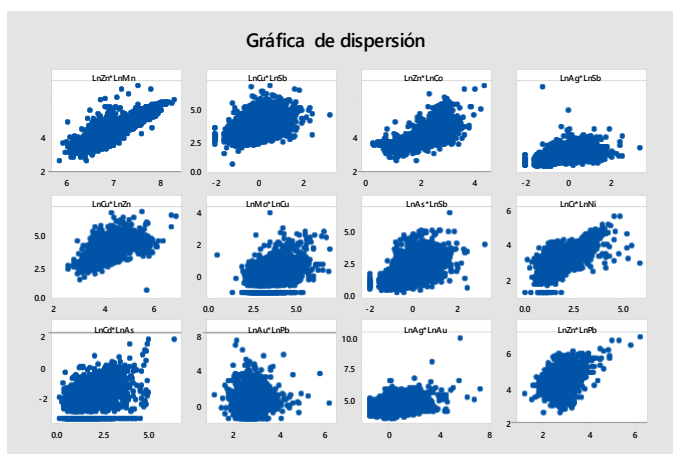 Gráfica de dispersión
LnZn*LnMn LnCu*LnSb LnZn*LnCo LnAg*LnSb
4
2
6 7 8
5.0
2.5
0.0
-2 0 2
4
2
0 2 4
-2 0 2
LnCu*LnZn LnMo*LnCu LnAs*LnSb LnCr*LnNi
5.0
2.5
0.0
2 4 6
4
2
0
0.0 2.5 5.0
5.0
2.5
0.0
-2 0 2
6
4
2
0.0 2.5 5.0
LnCd*LnAs LnAu*LnPb LnAg*LnAu LnZn*LnPb
2
0
-2
0.0 2.5 5.0
8
4
0
2 4 6
10.0
7.5
5.0
0 4 8
6
4
2
2 4 6